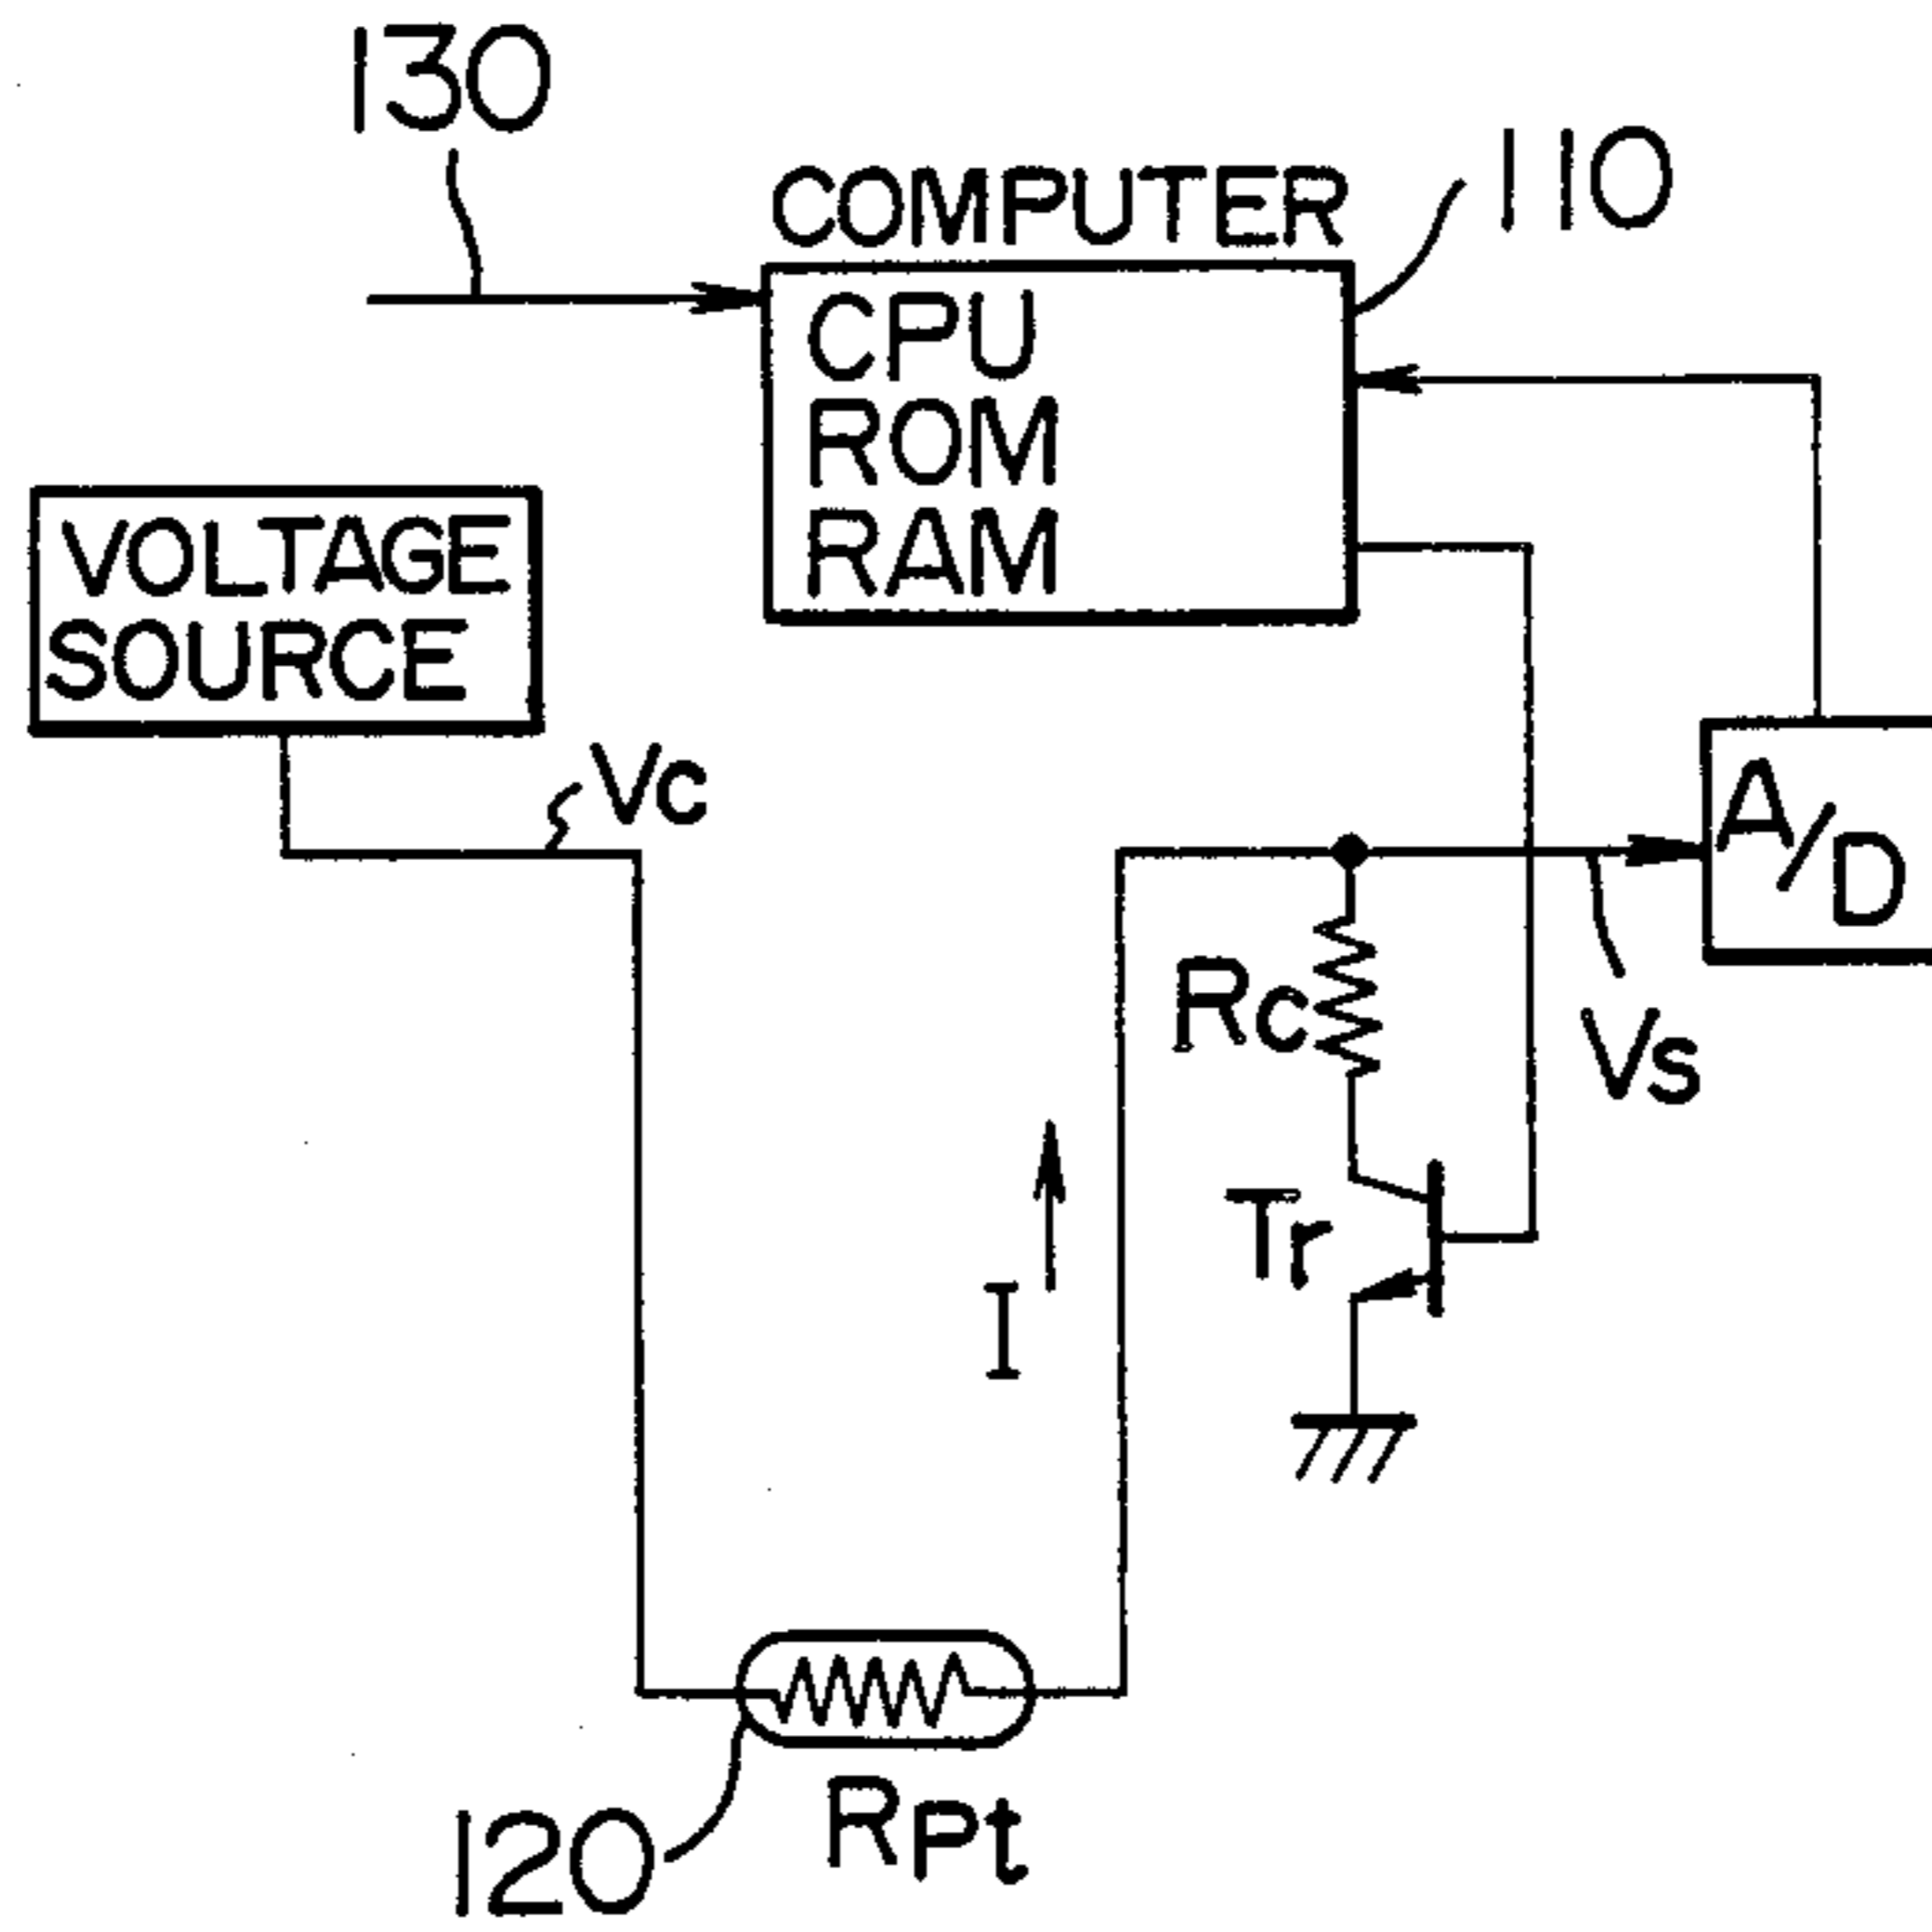 130
COMPUTER
110
CPU
ROM
RAM
VOLTAGE
SOURCE
Vc
A/D
Rc
Vs
Tr
I
RPt
120